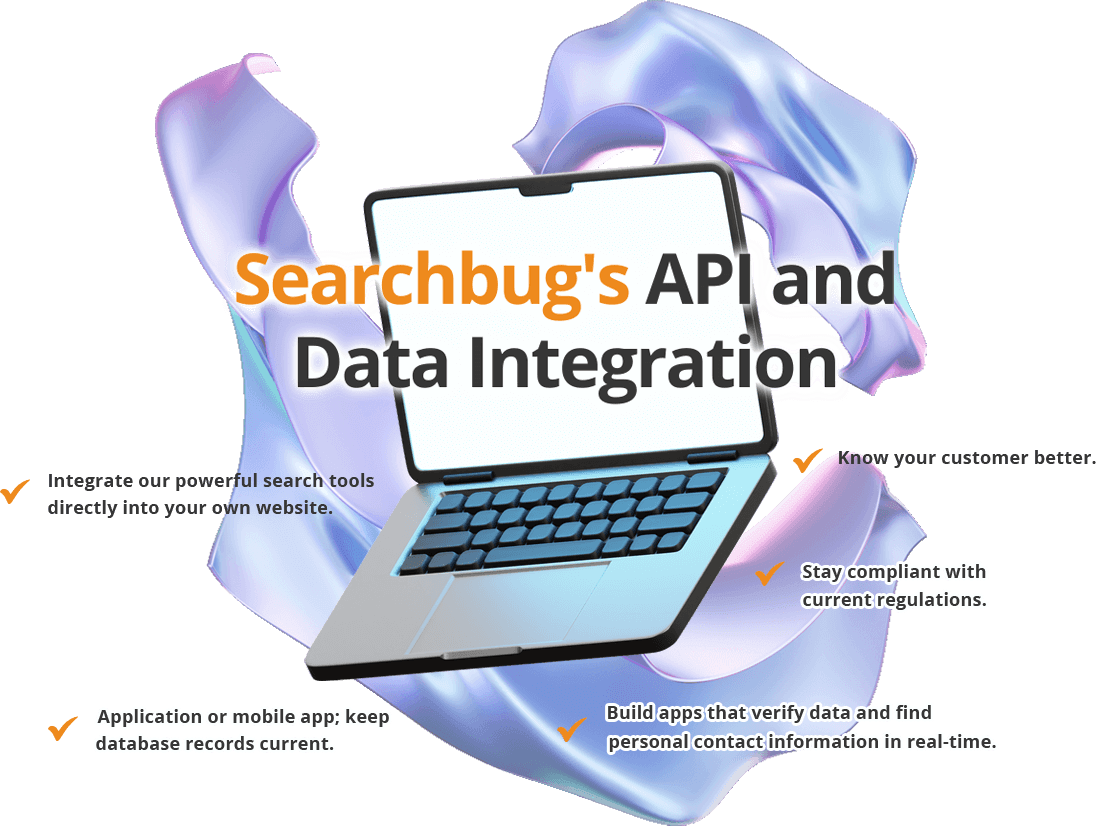 Searchbug's API and
Data Integration
Integrate our powerful search tools
directly into your own website.
Know your customer better.
Stay compliant with
current regulations.
Application or mobile app; keep
database records current.
Build apps that verify data and find
personal contact information in real-time.